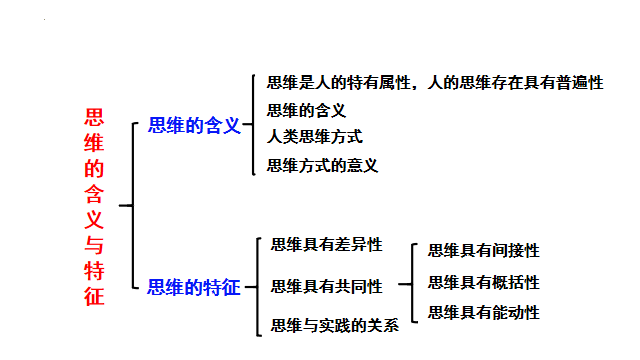 思维的含义与特征
思维的含义
思维是人的特有属性，人的思维存在具有普遍性
思维的含义
人类思维方式
思维方式的意义
思维的特征
思维具有差异性
思维具有共同性
思维具有间接性
思维具有概括性
思维具有能动性
思维与实践的关系